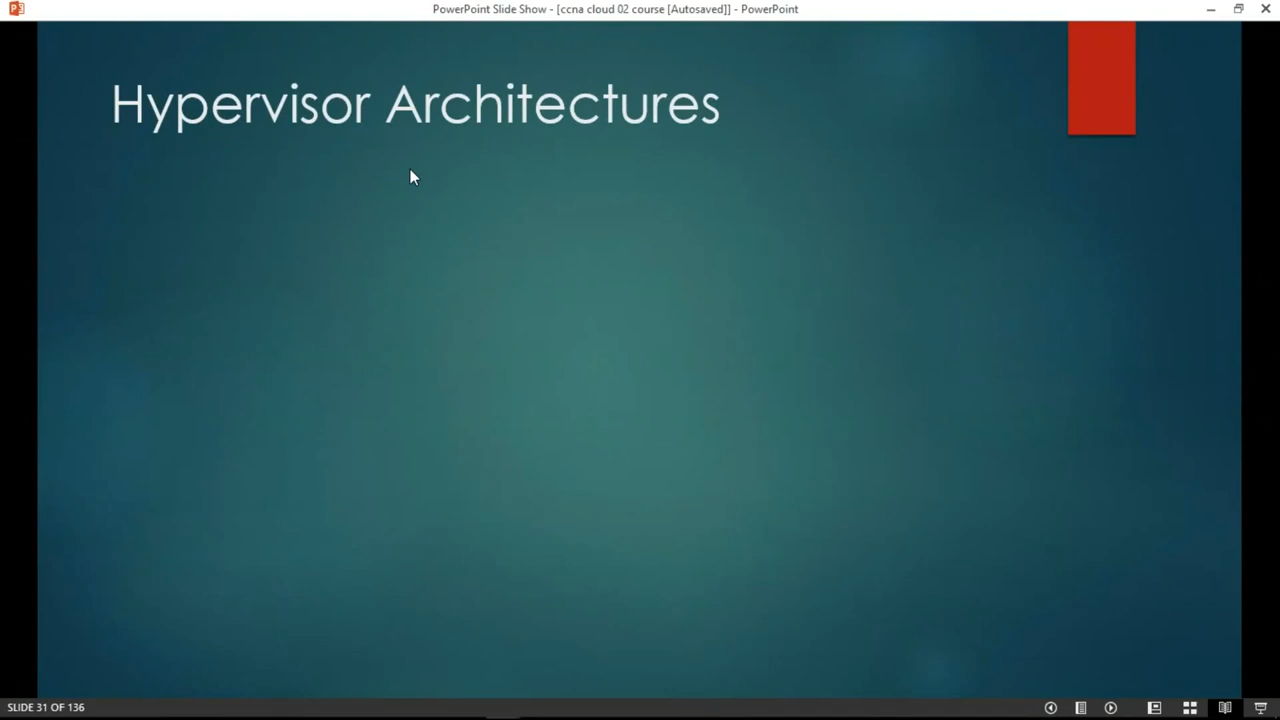 PowerPoint Slide Show - [ccna cloud 02 course [Autosaved]] - PowerPoint
Hypervisor Architectures
SLIDE 31 OF 136